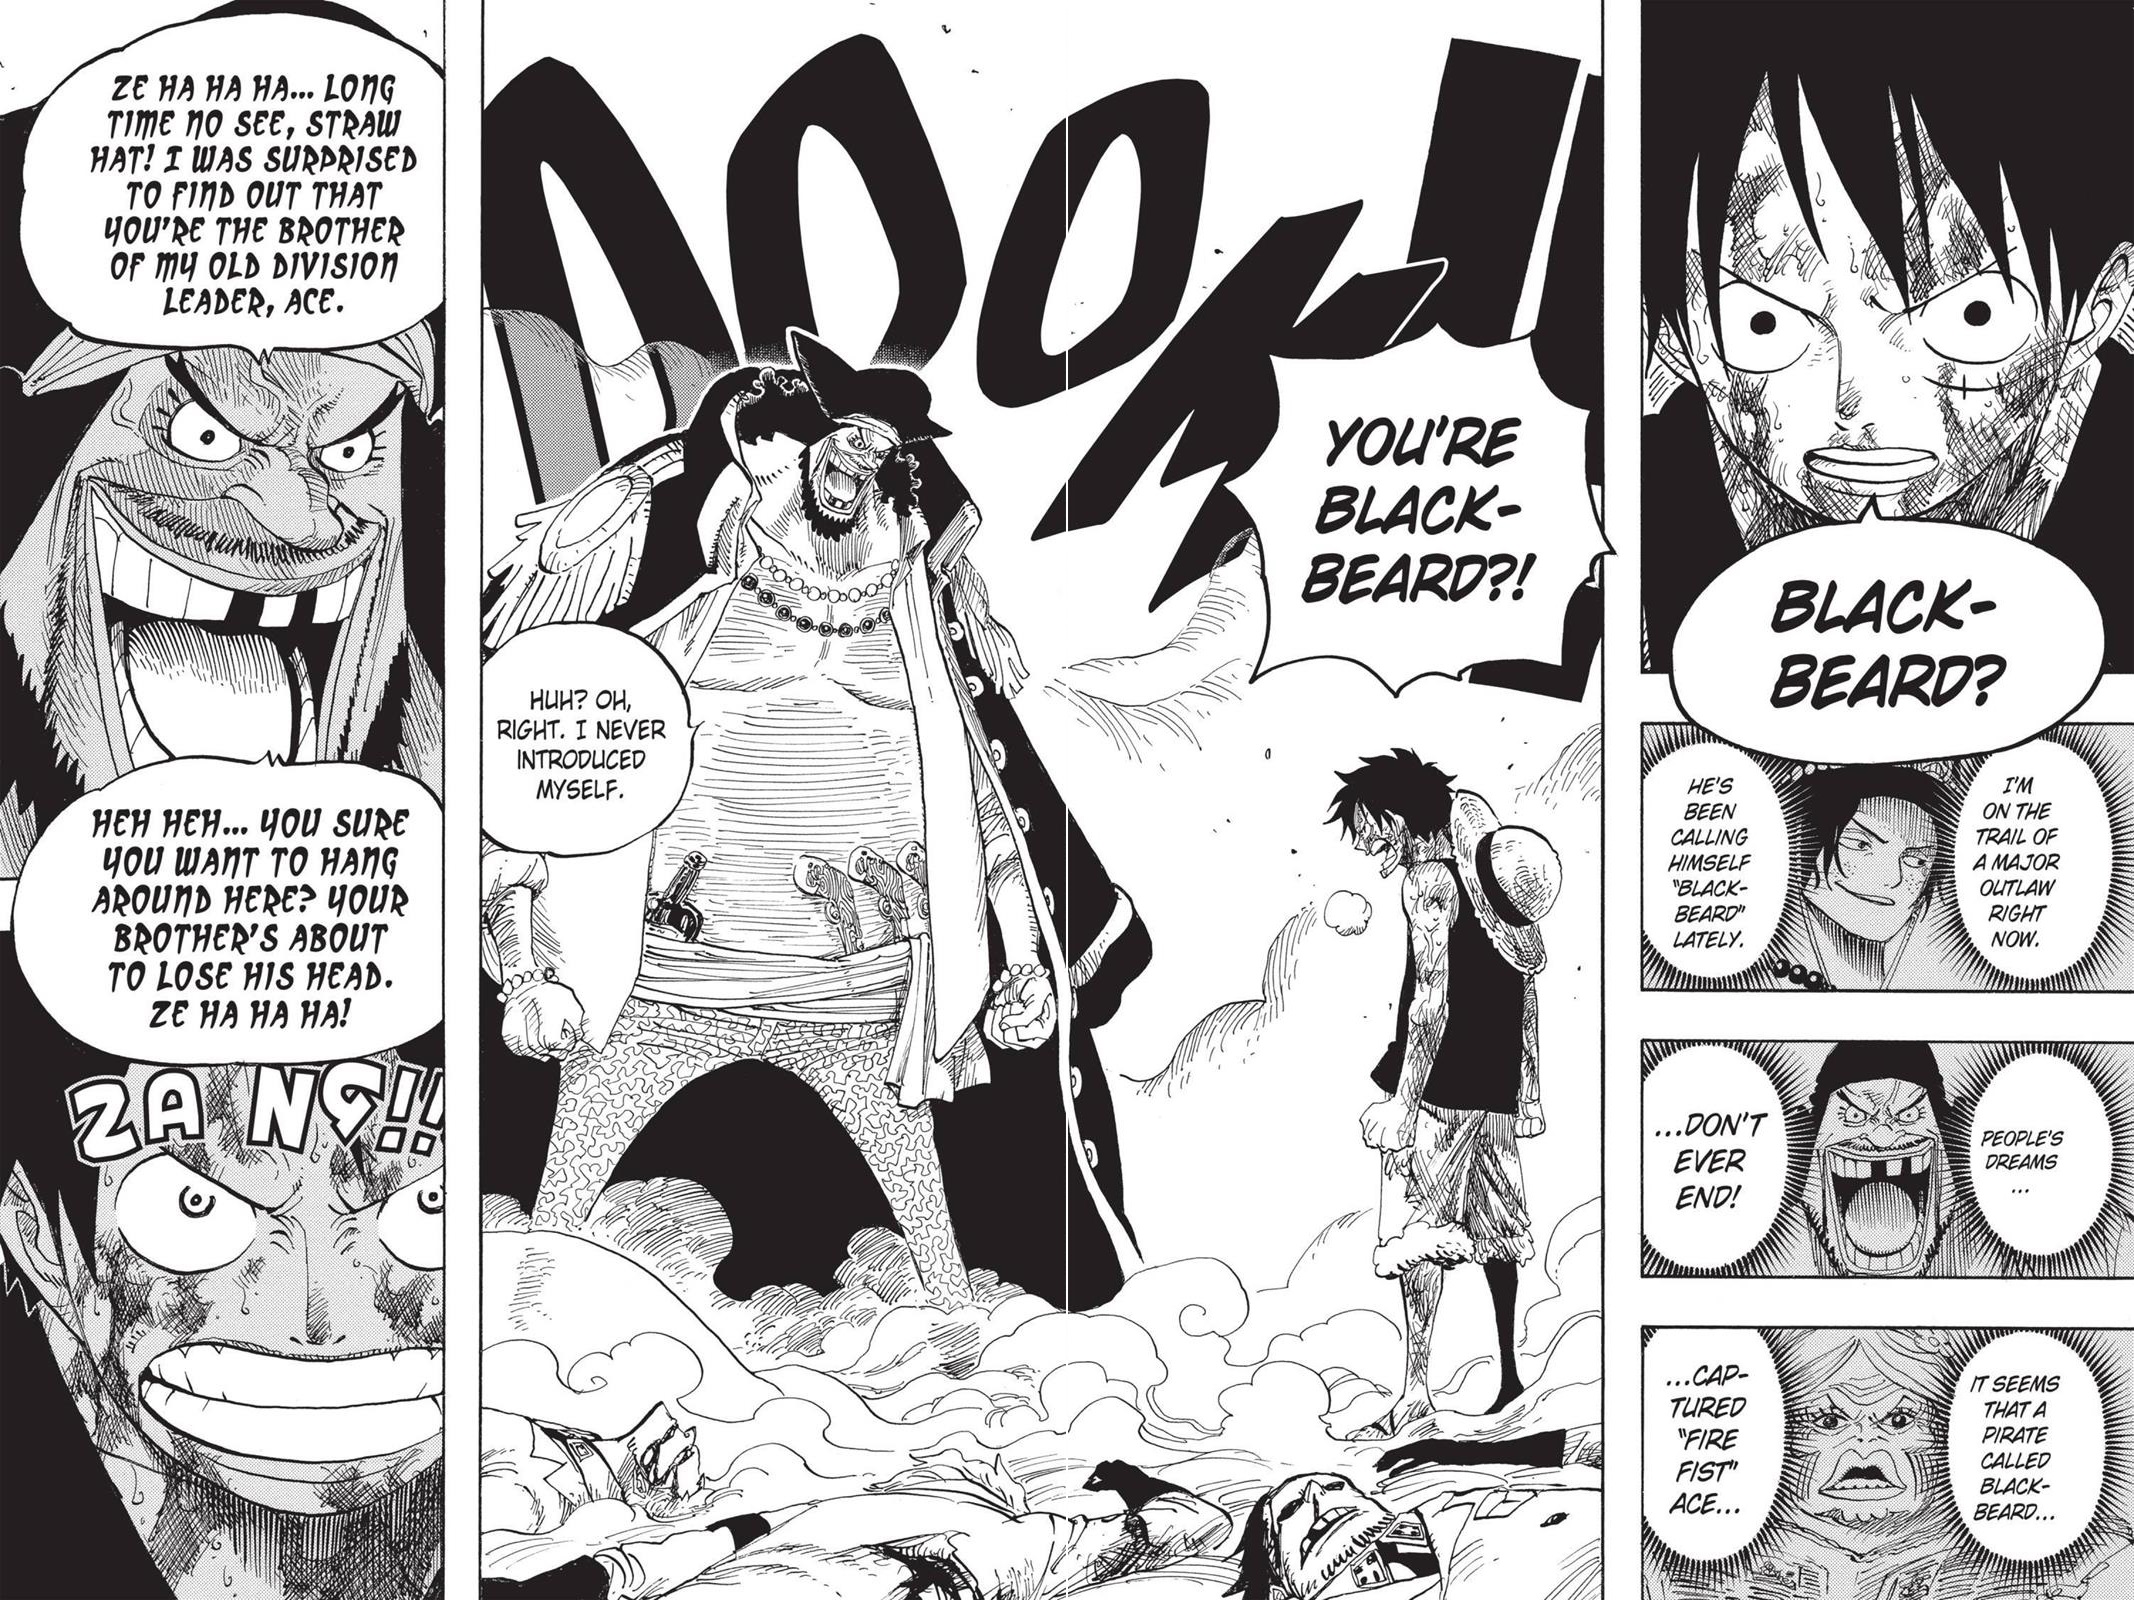 BLACK-
BEARD?
I'M
ON THE
TRAIL OF
A MAJOR
OUTLAW
RIGHT
NOW.
HE'S
BEEN
CALLING
HIMSELF
"BLACK-
BEARD"
LATELY.
PEOPLE'S
DREAMS
...
...DON'T
EVER
END!
IT SEEMS
THAT A
PIRATE
CALLED
BLACK-
BEARD...
...CAP-
TURED
"FIRE
FIST"
ACE...
YOU'RE
BLACK-
BEARD?!
HUH? OH,
RIGHT. I NEVER
INTRODUCED
MYSELF.
ZE HA HA HA... LONG
TIME NO SEE, STRAW
HAT! I WAS SURPRISED
TO FIND OUT THAT
YOU'RE THE BROTHER
OF MY OLD DIVISION
LEADER, ACE.
HEH HEH... YOU SURE
YOU WANT TO HANG
AROUND HERE? YOUR
BROTHER'S ABOUT
TO LOSE HIS HEAD.
ZE HA HA HA!
ZANG!!